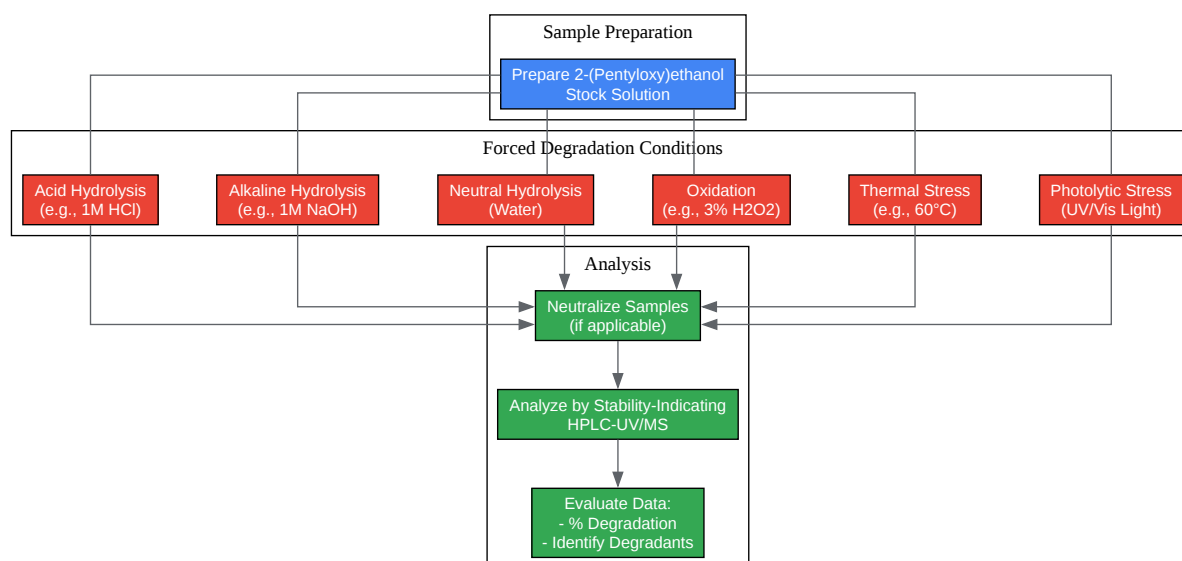 Sample Preparation
Prepare 2-(Pentyloxy)ethanol
Stock Solution
Forced Degradation Conditions
Acid Hydrolysis
(e.g., 1M HCl)
Alkaline Hydrolysis
(e.g., 1M NaOH)
Neutral Hydrolysis
(Water)
Oxidation
(e.g., 3% H2O2)
Thermal Stress
(e.g., 60°C)
Photolytic Stress
(UV/Vis Light)
Analysis
Neutralize Samples
(if applicable)
Analyze by Stability-Indicating
HPLC-UV/MS
Evaluate Data:
- % Degradation
- Identify Degradants